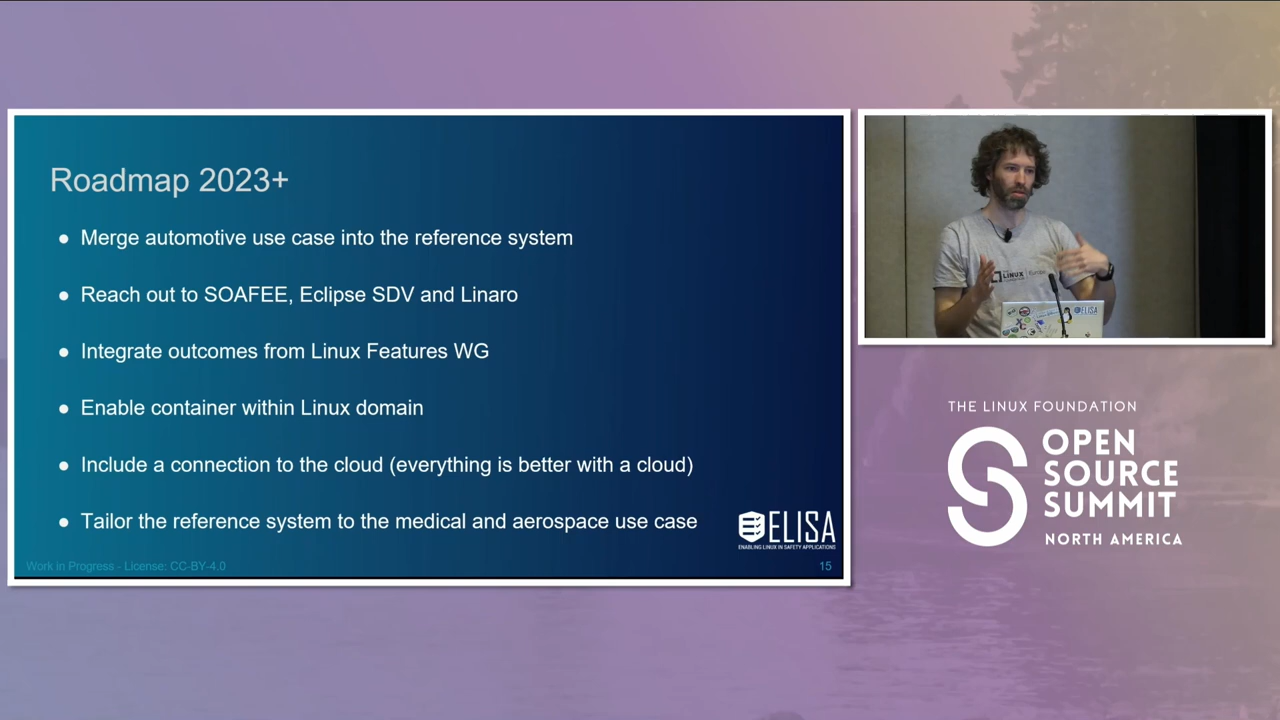 Roadmap 2023+
● Merge automotive use case into the reference system
● Reach out to SOAFEE, Eclipse SDV and Linaro
● Integrate outcomes from Linux Features WG
● Enable container within Linux domain
● Include a connection to the cloud (everything is better with a cloud)
● Tailor the reference system to the medical and aerospace use case
ELISA
ENABLING LINUX IN SAFETY APPLICATIONS
Work in Progress - License: CC-BY-4.0
15
LINUX
Europe
ELISA
THE LINUX FOUNDATION
OPEN
SOURCE
SUMMIT
NORTH AMERICA